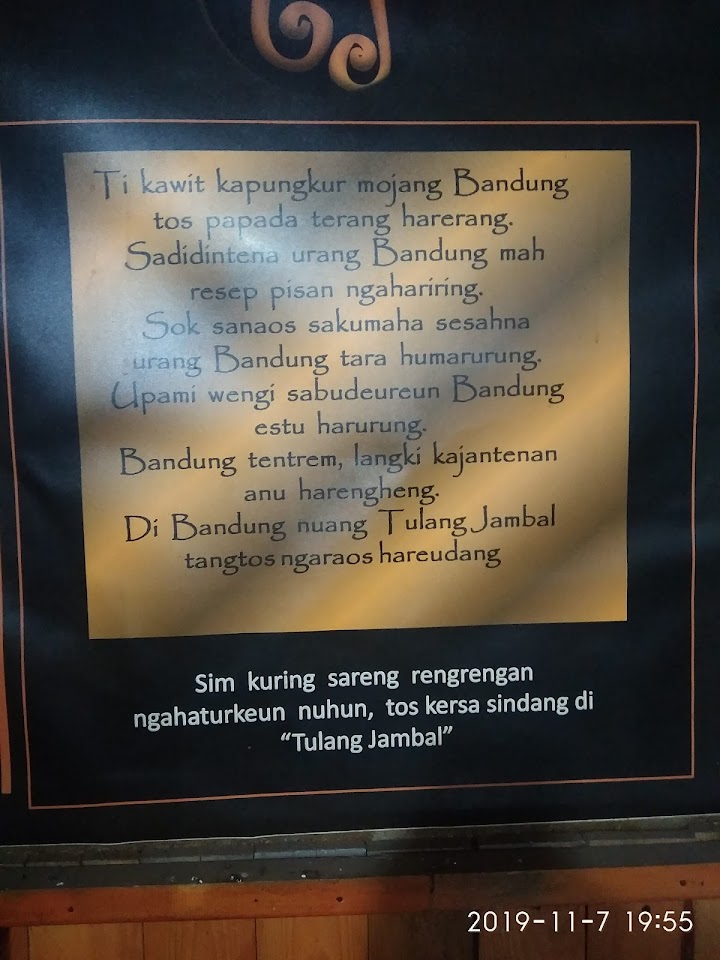 Ti kawit kapungkur mojang Bandung
tos papada terang harerang.
Sadidintena urang Bandung mah
resep pisan ngahariring.
Sok sanaos sakumaha sesahna
urang Bandung tara humarurung.
Upami wengi sabudeureun Bandung
estu harurung.
Bandung tentrem, langki kajantenan
anu harengheng.
Di Bandung nuang Tulang Jambal
tangtos ngaraos hareudang
Sim kuring sareng rengrengan
ngahaturkeun nuhun, tos kersa sindang di
“Tulang Jambal”
2019-11-7 19:55